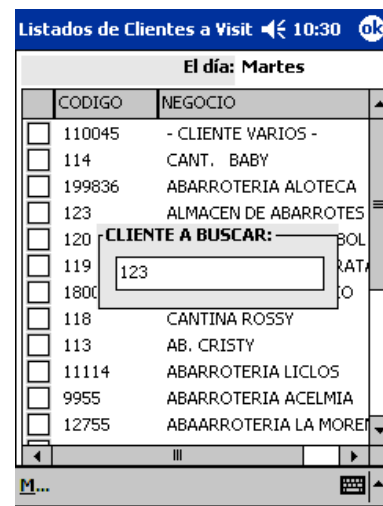 Listados de Clientes a Visit 10:30 ok
El día: Martes
CODIGO NEGOCIO
110045 - CLIENTE VARIOS -
114 CANT. BABY
199836 ABARROTERIA ALOTECA
123 ALMACEN DE ABARROTES
120 BOL
CLIENTE A BUSCAR:
119
123
118 CANTINA ROSSY
113 AB. CRISTY
11114 ABARROTERIA LICLOS
9955 ABARROTERIA ACELMIA
12755 ABAARROTERIA LA MORE
M...